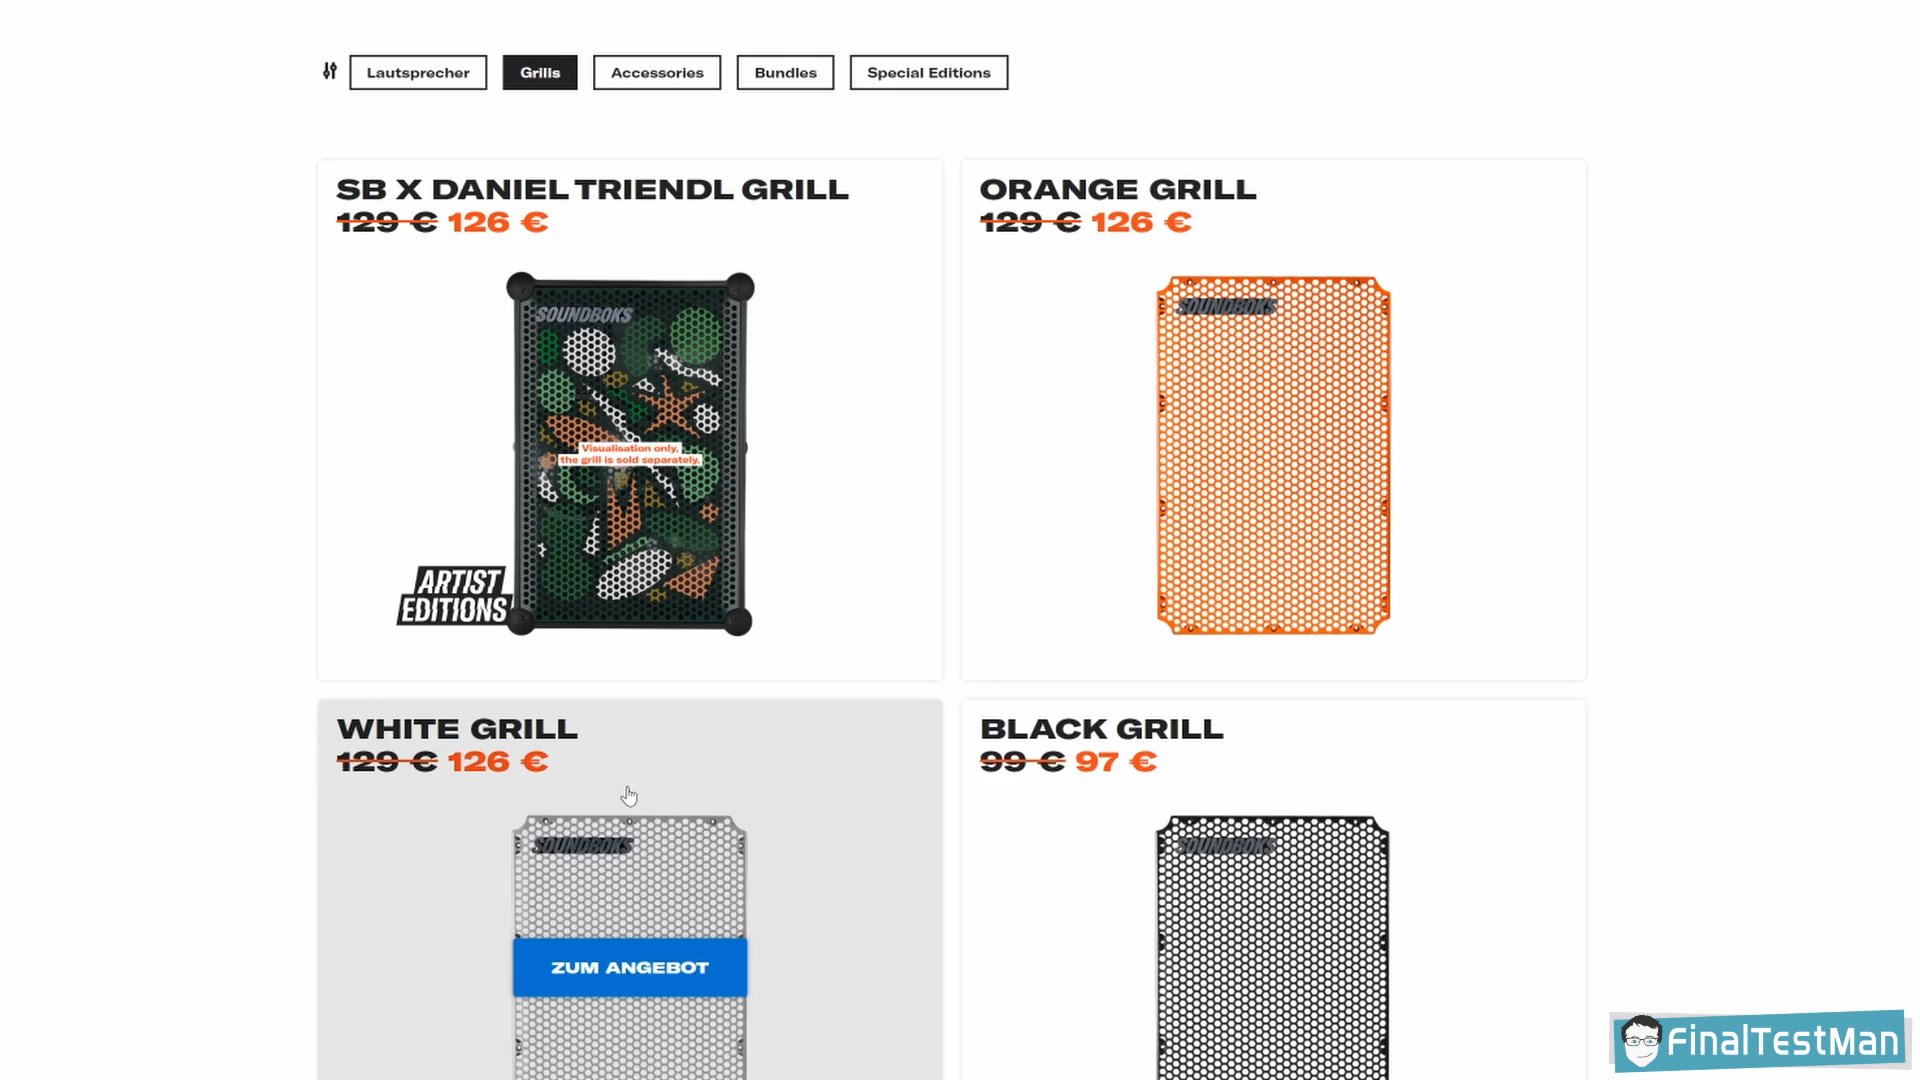 Lautsprecher
Grills
Accessories
Bundles
Special Editions
SB X DANIEL TRIENDL GRILL
129 € 126 €
SOUNDBOKS
Visualisation only,
the grill is sold separately.
ARTIST
EDITIONS
ORANGE GRILL
129 € 126 €
SOUNDBOKS
WHITE GRILL
129 € 126 €
SOUNDBOKS
ZUM ANGEBOT
BLACK GRILL
99 € 97 €
SOUNDBOKS
FinalTestMan